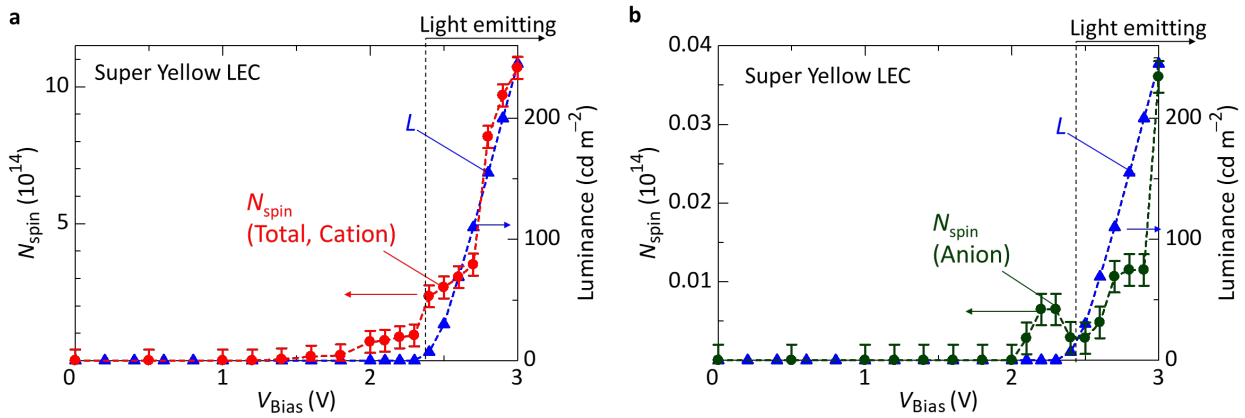 a
Light emitting
Super Yellow LEC
L
N_spin
(Total, Cation)
10
5
0
1
2
3
200
100
0
N_spin (10^14)
Luminance (cd m^−2)
V_Bias (V)
b
Light emitting
Super Yellow LEC
L
N_spin
(Anion)
0.04
0.03
0.02
0.01
0
0
1
2
3
200
100
0
N_spin (10^14)
Luminance (cd m^−2)
V_Bias (V)